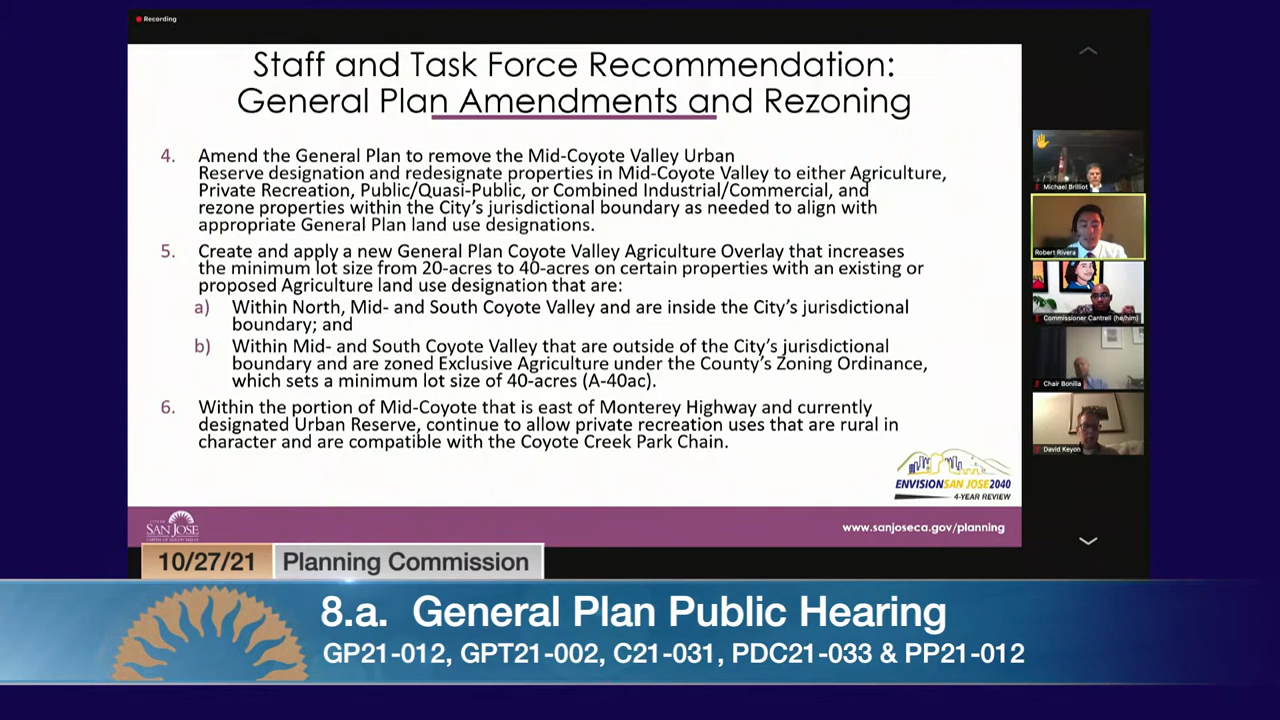 Recording
Staff and Task Force Recommendation:
General Plan Amendments and Rezoning
4. Amend the General Plan to remove the Mid-Coyote Valley Urban
Reserve designation and redesignate properties in Mid-Coyote Valley to either Agriculture,
Private Recreation, Public/Quasi-Public, or Combined Industrial/Commercial, and
rezone properties within the City's jurisdictional boundary as needed to align with
appropriate General Plan land use designations.
5. Create and apply a new General Plan Coyote Valley Agriculture Overlay that increases
the minimum lot size from 20-acres to 40-acres on certain properties with an existing or
proposed Agriculture land use designation that are:
a) Within North, Mid- and South Coyote Valley and are inside the City's jurisdictional
boundary; and
b) Within Mid- and South Coyote Valley that are outside of the City's jurisdictional
boundary and are zoned Exclusive Agriculture under the County's Zoning Ordinance,
which sets a minimum lot size of 40-acres (A-40ac).
6. Within the portion of Mid-Coyote that is east of Monterey Highway and currently
designated Urban Reserve, continue to allow private recreation uses that are rural in
character and are compatible with the Coyote Creek Park Chain.
ENVISION SAN JOSE 2040
4-YEAR REVIEW
CITY OF
SAN JOSE
CAPITAL OF SILICON VALLEY
www.sanjoseca.gov/planning
Michael Brilliot
Robert Rivera
Commissioner Cantrell (he/him)
Chair Bonilla
David Keyon
10/27/21 Planning Commission
8.a. General Plan Public Hearing
GP21-012, GPT21-002, C21-031, PDC21-033 & PP21-012